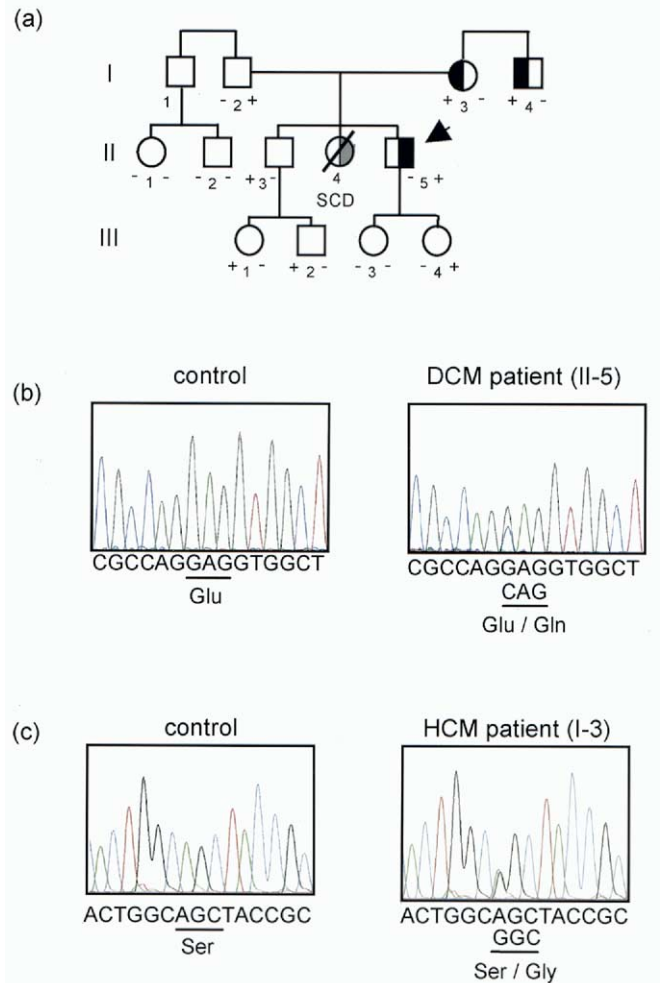 (a)
I
1
- 2 +
+ 3 -
+ 4 -
II
- 1 -
- 2 -
+ 3 -
4
- 5 +
SCD
III
+ 1 -
+ 2 -
- 3 -
- 4 +
(b)
control
DCM patient (II-5)
CGCCAGGAGGTGGCT
Glu
CGCCAGGAGGTGGCT
CAG
Glu / Gln
(c)
control
HCM patient (I-3)
ACTGGCAGCTACCGC
Ser
ACTGGCAGCTACCGC
GGC
Ser / Gly